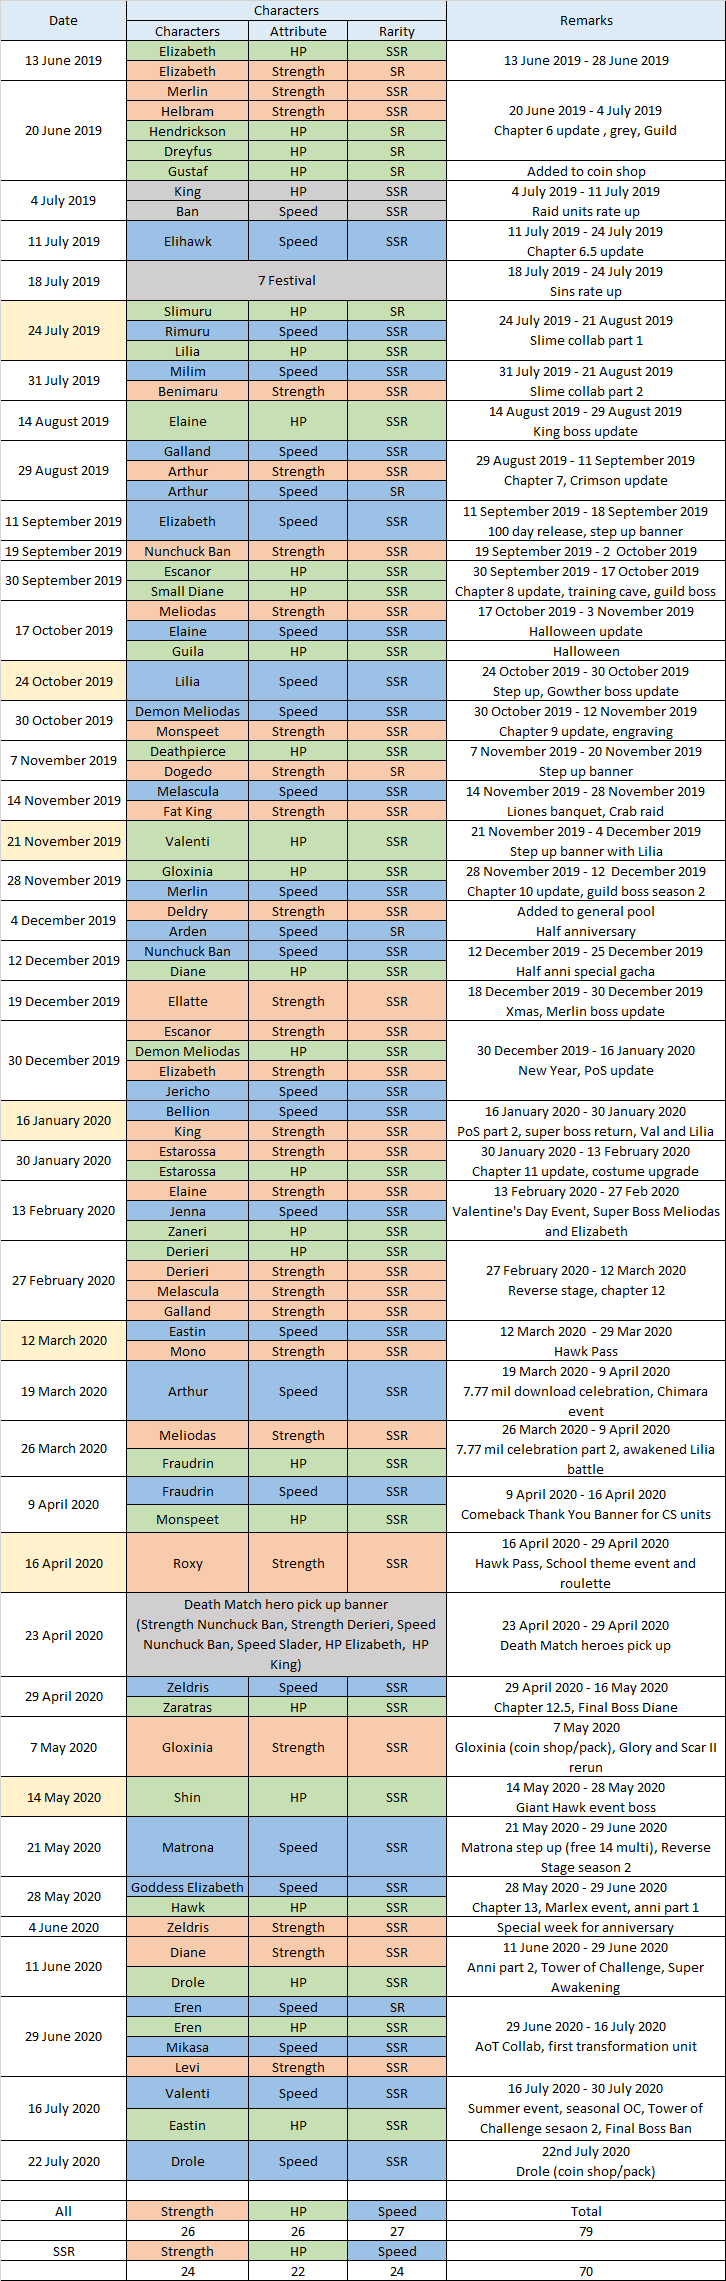 Date Characters Remarks
Characters Attribute Rarity
13 June 2019 Elizabeth HP SSR 13 June 2019 - 28 June 2019
Elizabeth Strength SR
20 June 2019 Merlin Strength SSR 20 June 2019 - 4 July 2019
Helbram Strength SSR Chapter 6 update , grey, Guild
Hendrickson HP SR
Dreyfus HP SR
Gustaf HP SR Added to coin shop
4 July 2019 King HP SSR 4 July 2019 - 11 July 2019
Ban Speed SSR Raid units rate up
11 July 2019 Elihawk Speed SSR 11 July 2019 - 24 July 2019
Chapter 6.5 update
18 July 2019 7 Festival 18 July 2019 - 24 July 2019
Sins rate up
24 July 2019 Slimuru HP SR 24 July 2019 - 21 August 2019
Rimuru Speed SSR Slime collab part 1
Lilia HP SSR
31 July 2019 Milim Speed SSR 31 July 2019 - 21 August 2019
Benimaru Strength SSR Slime collab part 2
14 August 2019 Elaine HP SSR 14 August 2019 - 29 August 2019
King boss update
29 August 2019 Galland Speed SSR 29 August 2019 - 11 September 2019
Arthur Strength SSR Chapter 7, Crimson update
Arthur Speed SR
11 September 2019 Elizabeth Speed SSR 11 September 2019 - 18 September 2019
100 day release, step up banner
19 September 2019 Nunchuck Ban Strength SSR 19 September 2019 - 2 October 2019
30 September 2019 Escanor HP SSR 30 September 2019 - 17 October 2019
Small Diane HP SSR Chapter 8 update, training cave, guild boss
17 October 2019 Meliodas Strength SSR 17 October 2019 - 3 November 2019
Elaine Speed SSR Halloween update
Guila HP SSR Halloween
24 October 2019 Lilia Speed SSR 24 October 2019 - 30 October 2019
Step up, Gowther boss update
30 October 2019 Demon Meliodas Speed SSR 30 October 2019 - 12 November 2019
Monspeet Strength SSR Chapter 9 update, engraving
7 November 2019 Deathpierce HP SSR 7 November 2019 - 20 November 2019
Dogedo Strength SR Step up banner
14 November 2019 Melascula Speed SSR 14 November 2019 - 28 November 2019
Fat King Strength SSR Liones banquet, Crab raid
21 November 2019 Valenti HP SSR 21 November 2019 - 4 December 2019
Step up banner with Lilia
28 November 2019 Gloxinia HP SSR 28 November 2019 - 12 December 2019
Merlin Speed SSR Chapter 10 update, guild boss season 2
4 December 2019 Deldry Strength SSR Added to general pool
Arden Speed SR Half anniversary
12 December 2019 Nunchuck Ban Speed SSR 12 December 2019 - 25 December 2019
Diane HP SSR Half anni special gacha
19 December 2019 Ellatte Strength SSR 18 December 2019 - 30 December 2019
Xmas, Merlin boss update
30 December 2019 Escanor Strength SSR 30 December 2019 - 16 January 2020
Demon Meliodas HP SSR New Year, PoS update
Elizabeth Strength SSR
Jericho Speed SSR
16 January 2020 Bellion Speed SSR 16 January 2020 - 30 January 2020
King Strength SSR PoS part 2, super boss return, Val and Lilia
30 January 2020 Estarossa Strength SSR 30 January 2020 - 13 February 2020
Estarossa HP SSR Chapter 11 update, costume upgrade
13 February 2020 Elaine Strength SSR 13 February 2020 - 27 Feb 2020
Jenna Speed SSR Valentine's Day Event, Super Boss Meliodas
Zaneri HP SSR and Elizabeth
27 February 2020 Derieri HP SSR 27 February 2020 - 12 March 2020
Derieri Strength SSR Reverse stage, chapter 12
Melascula Strength SSR
Galland Strength SSR
12 March 2020 Eastin Speed SSR 12 March 2020 - 29 Mar 2020
Mono Strength SSR Hawk Pass
19 March 2020 Arthur Speed SSR 19 March 2020 - 9 April 2020
7.77 mil download celebration, Chimara
event
26 March 2020 Meliodas Strength SSR 26 March 2020 - 9 April 2020
Fraudrin HP SSR 7.77 mil celebration part 2, awakened Lilia
battle
9 April 2020 Fraudrin Speed SSR 9 April 2020 - 16 April 2020
Monspeet HP SSR Comeback Thank You Banner for CS units
16 April 2020 Roxy Strength SSR 16 April 2020 - 29 April 2020
Hawk Pass, School theme event and
roulette
23 April 2020 Death Match hero pick up banner 23 April 2020 - 29 April 2020
(Strength Nunchuck Ban, Strength Derieri, Speed Death Match heroes pick up
Nunchuck Ban, Speed Slader, HP Elizabeth, HP
King)
29 April 2020 Zeldris Speed SSR 29 April 2020 - 16 May 2020
Zaratras HP SSR Chapter 12.5, Final Boss Diane
7 May 2020 Gloxinia Strength SSR 7 May 2020
Gloxinia (coin shop/pack), Glory and Scar II
rerun
14 May 2020 Shin HP SSR 14 May 2020 - 28 May 2020
Giant Hawk event boss
21 May 2020 Matrona Speed SSR 21 May 2020 - 29 June 2020
Matrona step up (free 14 multi), Reverse
Stage season 2
28 May 2020 Goddess Elizabeth Speed SSR 28 May 2020 - 29 June 2020
Hawk HP SSR Chapter 13, Marlex event, anni part 1
4 June 2020 Zeldris Strength SSR Special week for anniversary
11 June 2020 Diane Strength SSR 11 June 2020 - 29 June 2020
Drole HP SSR Anni part 2, Tower of Challenge, Super
Awakening
29 June 2020 Eren Speed SR 29 June 2020 - 16 July 2020
Eren HP SSR AoT Collab, first transformation unit
Mikasa Speed SSR
Levi Strength SSR
16 July 2020 Valenti Speed SSR 16 July 2020 - 30 July 2020
Eastin HP SSR Summer event, seasonal OC, Tower of
Challenge sesaon 2, Final Boss Ban
22 July 2020 Drole Speed SSR 22nd July 2020
Drole (coin shop/pack)
All Strength HP Speed Total
26 26 27 79
SSR Strength HP Speed
24 22 24 70